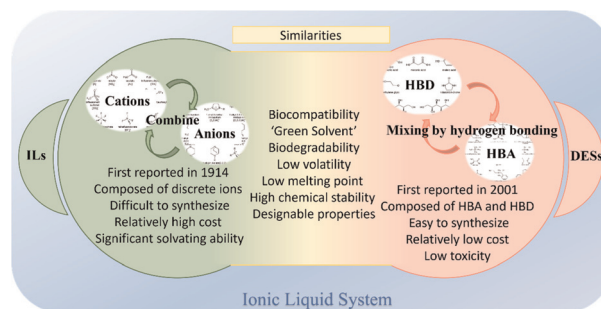 Similarities
ILs
Cations
Combine
Anions
First reported in 1914
Composed of discrete ions
Difficult to synthesize
Relatively high cost
Significant solvating ability
Biocompatibility
‘Green Solvent’
Biodegradability
Low volatility
Low melting point
High chemical stability
Designable properties
HBD
Mixing by hydrogen bonding
HBA
First reported in 2001
Composed of HBA and HBD
Easy to synthesize
Relatively low cost
Low toxicity
DESs
Ionic Liquid System